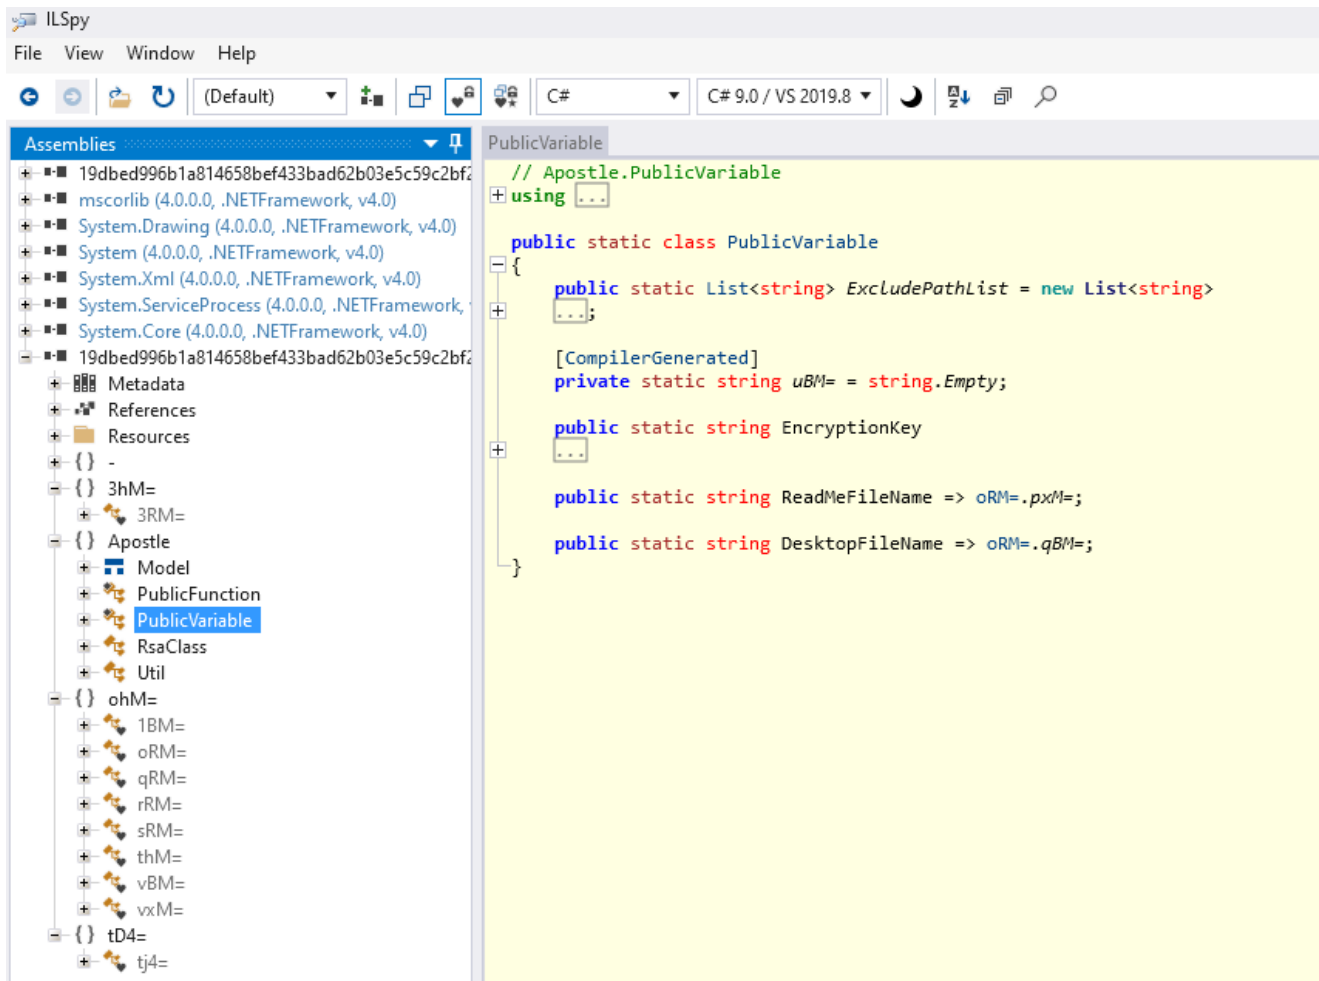 ILSpy
File View Window Help
(Default) C# C# 9.0 / VS 2019.8
Assemblies
19dbed996b1a814658bef433bad62b03e5c59c2bf2
mscorlib (4.0.0.0, .NETFramework, v4.0)
System.Drawing (4.0.0.0, .NETFramework, v4.0)
System (4.0.0.0, .NETFramework, v4.0)
System.Xml (4.0.0.0, .NETFramework, v4.0)
System.ServiceProcess (4.0.0.0, .NETFramework,
System.Core (4.0.0.0, .NETFramework, v4.0)
19dbed996b1a814658bef433bad62b03e5c59c2bf2
Metadata
References
Resources
{ } -
{ } 3hM=
3RM=
{ } Apostle
Model
PublicFunction
PublicVariable
RsaClass
Util
{ } ohM=
1BM=
oRM=
qRM=
rRM=
sRM=
thM=
vBM=
vxM=
{ } tD4=
tj4=
PublicVariable
// Apostle.PublicVariable
using ...
public static class PublicVariable
{
public static List<string> ExcludePathList = new List<string>
...;
[CompilerGenerated]
private static string uBM= = string.Empty;
public static string EncryptionKey
...
public static string ReadMeFileName => oRM=.pxM=;
public static string DesktopFileName => oRM=.qBM=;
}